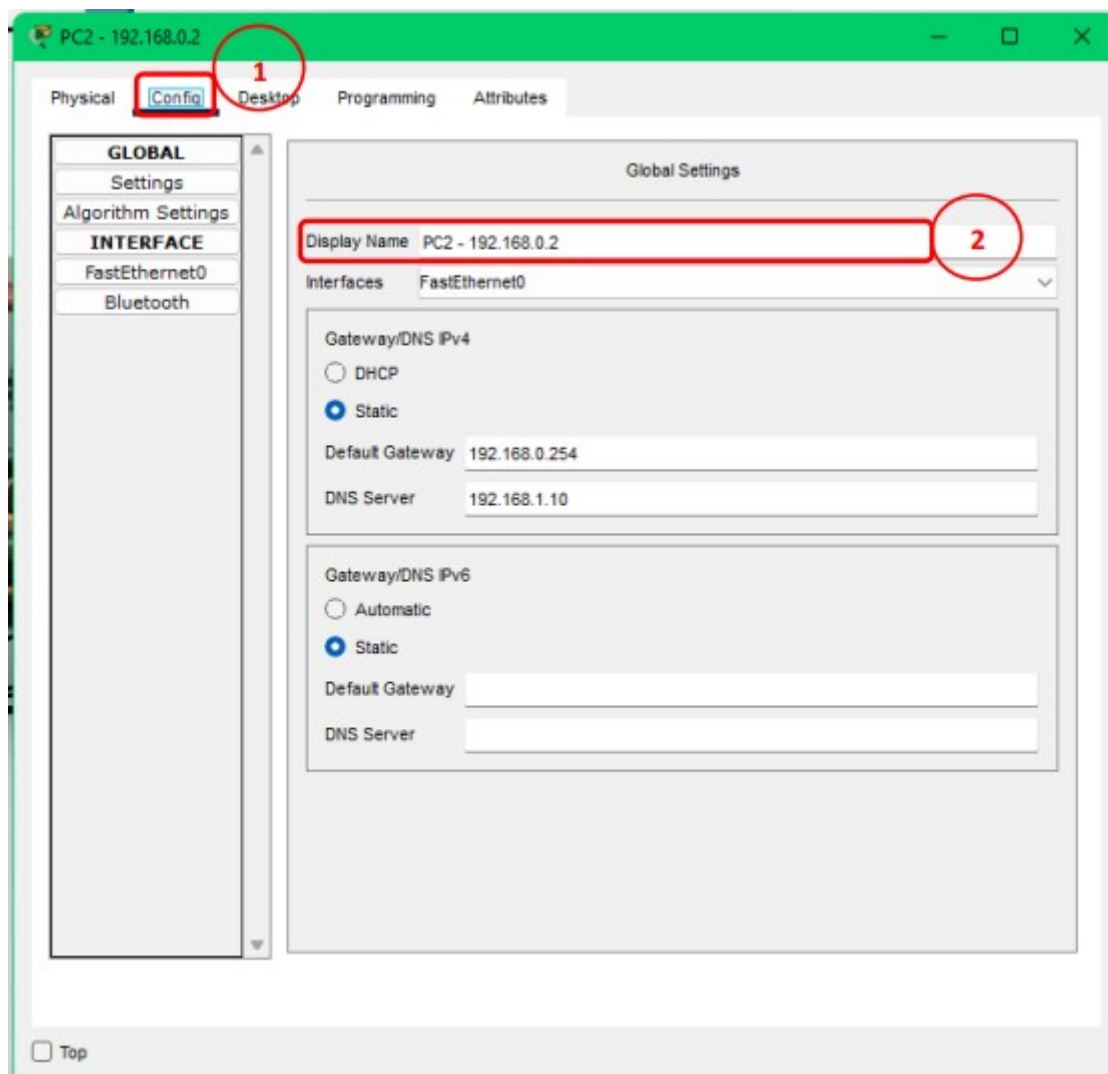 PC2 - 192.168.0.2
1
Physical Config Desktop Programming Attributes
GLOBAL
Settings
Algorithm Settings
INTERFACE
FastEthernet0
Bluetooth
Global Settings
Display Name PC2 - 192.168.0.2
2
Interfaces FastEthernet0
Gateway/DNS IPv4
DHCP
Static
Default Gateway 192.168.0.254
DNS Server 192.168.1.10
Gateway/DNS IPv6
Automatic
Static
Default Gateway
DNS Server
Top